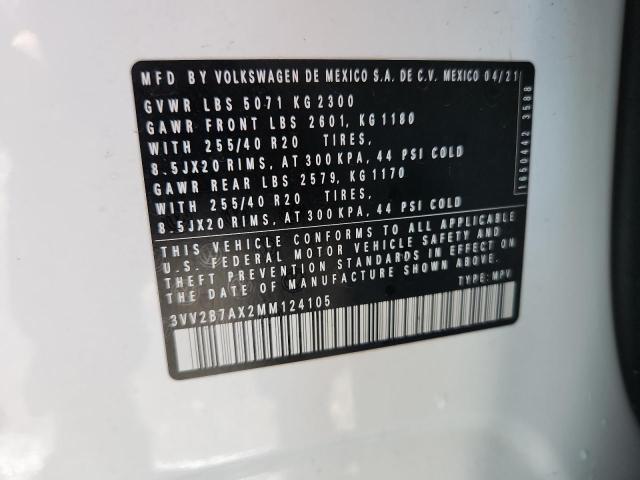 MFD BY VOLKSWAGEN DE MEXICO S.A. DE C.V. MEXICO 04/21
GVWR LBS 5071 KG 2300
GAWR FRONT LBS 2601, KG 1180
WITH 255/40 R20 TIRES,
8.5JX20 RIMS, AT 300 KPA, 44 PSI COLD
GAWR REAR LBS 2579, KG 1170
WITH 255/40 R20 TIRES,
8.5JX20 RIMS, AT 300 KPA, 44 PSI COLD
THIS VEHICLE CONFORMS TO ALL APPLICABLE
U.S. FEDERAL MOTOR VEHICLE SAFETY AND
THEFT PREVENTION STANDARDS IN EFFECT ON
THE DATE OF MANUFACTURE SHOWN ABOVE.
3VV2B7AX2MM124105 TYPE: MPV
1650442 3588